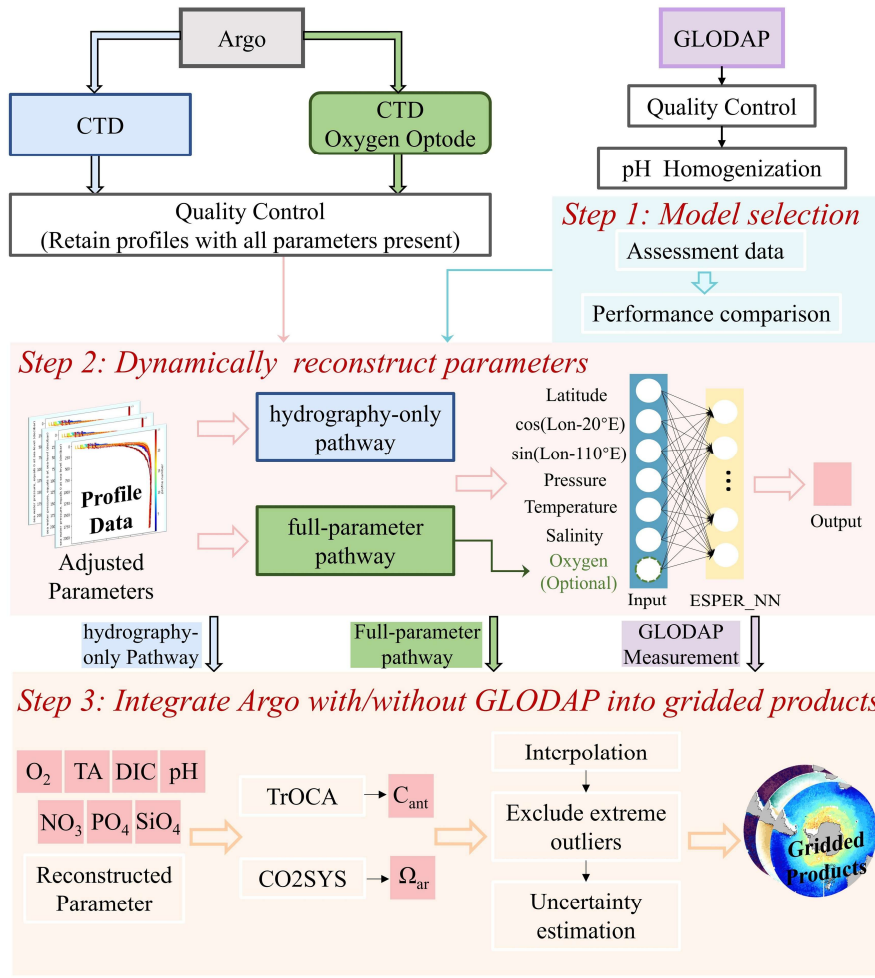 Argo
GLODAP
CTD
CTD
Oxygen Optode
Quality Control
pH Homogenization
Quality Control
(Retain profiles with all parameters present)
Step 1: Model selection
Assessment data
Performance comparison
Step 2: Dynamically reconstruct parameters
Profile
Data
Adjusted
Parameters
hydrography-only
pathway
full-parameter
pathway
Latitude
cos(Lon-20°E)
sin(Lon-110°E)
Pressure
Temperature
Salinity
Oxygen
(Optional)
Input
ESPER_NN
Output
hydrography-
only Pathway
Full-parameter
pathway
GLODAP
Measurement
Step 3: Integrate Argo with/without GLODAP into gridded products
O₂
TA
DIC
pH
NO₃
PO₄
SiO₄
Reconstructed
Parameter
TrOCA
Cant
CO2SYS
Ωar
Interpolation
Exclude extreme
outliers
Uncertainty
estimation
Gridded
Products